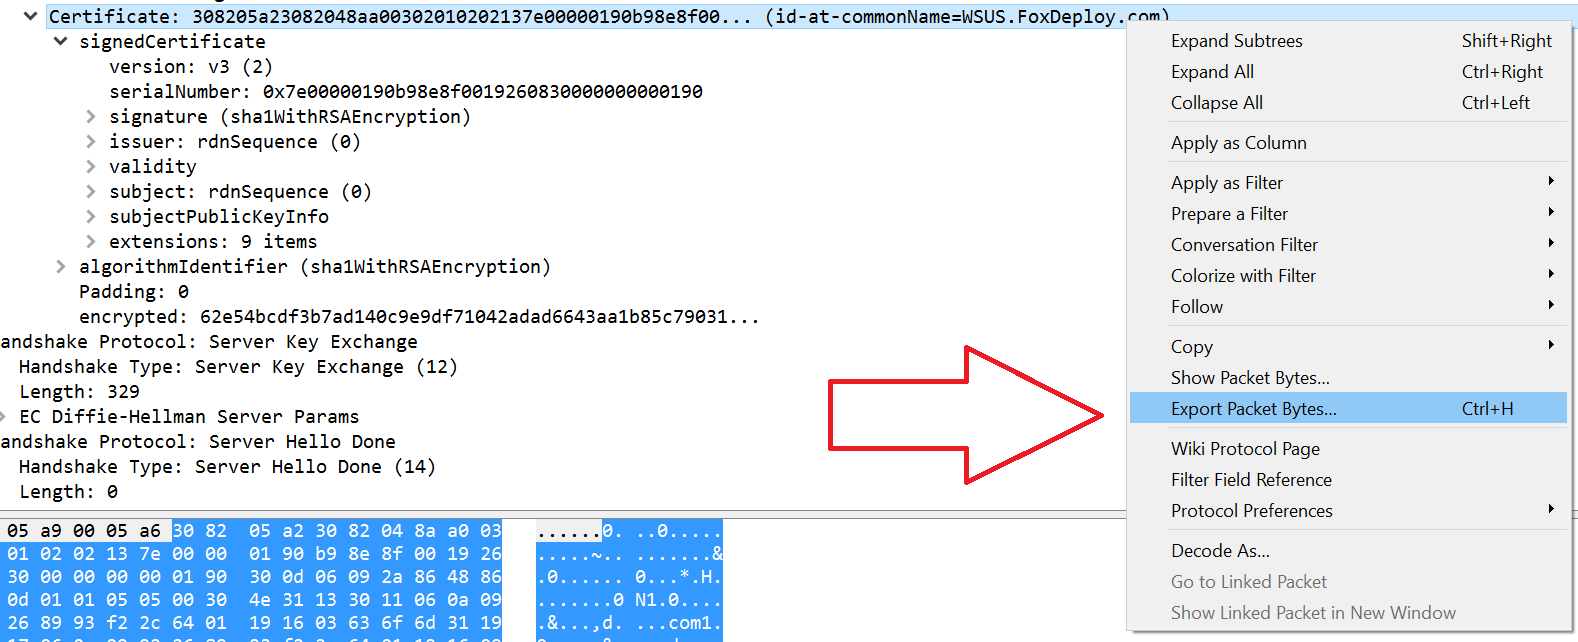 Certificate: 308205a23082048aa00302010202137e00000190b98e8f00... (id-at-commonName=WSUS.FoxDeploy.com)
signedCertificate
version: v3 (2)
serialNumber: 0x7e00000190b98e8f0019260830000000000190
signature (sha1WithRSAEncryption)
issuer: rdnSequence (0)
validity
subject: rdnSequence (0)
subjectPublicKeyInfo
extensions: 9 items
algorithmIdentifier (sha1WithRSAEncryption)
Padding: 0
encrypted: 62e54bcdf3b7ad140c9e9df71042adad6643aa1b85c79031...
andshake Protocol: Server Key Exchange
Handshake Type: Server Key Exchange (12)
Length: 329
EC Diffie-Hellman Server Params
andshake Protocol: Server Hello Done
Handshake Type: Server Hello Done (14)
Length: 0
Expand Subtrees Shift+Right
Expand All Ctrl+Right
Collapse All Ctrl+Left
Apply as Column
Apply as Filter
Prepare a Filter
Conversation Filter
Colorize with Filter
Follow
Copy
Show Packet Bytes...
Export Packet Bytes... Ctrl+H
Wiki Protocol Page
Filter Field Reference
Protocol Preferences
Decode As...
Go to Linked Packet
Show Linked Packet in New Window
05 a9 00 05 a6 30 82 05 a2 30 82 04 8a a0 03 ......0. .0.....
01 02 02 13 7e 00 00 01 90 b9 8e 8f 00 19 26 .....~.. .......&
30 00 00 00 00 01 90 30 0d 06 09 2a 86 48 86 .0...... 0...*.H.
0d 01 01 05 05 00 30 4e 31 13 30 11 06 0a 09 .......0 N1.0....
26 89 93 f2 2c 64 01 19 16 03 63 6f 6d 31 19 .&...,d. ...com1.